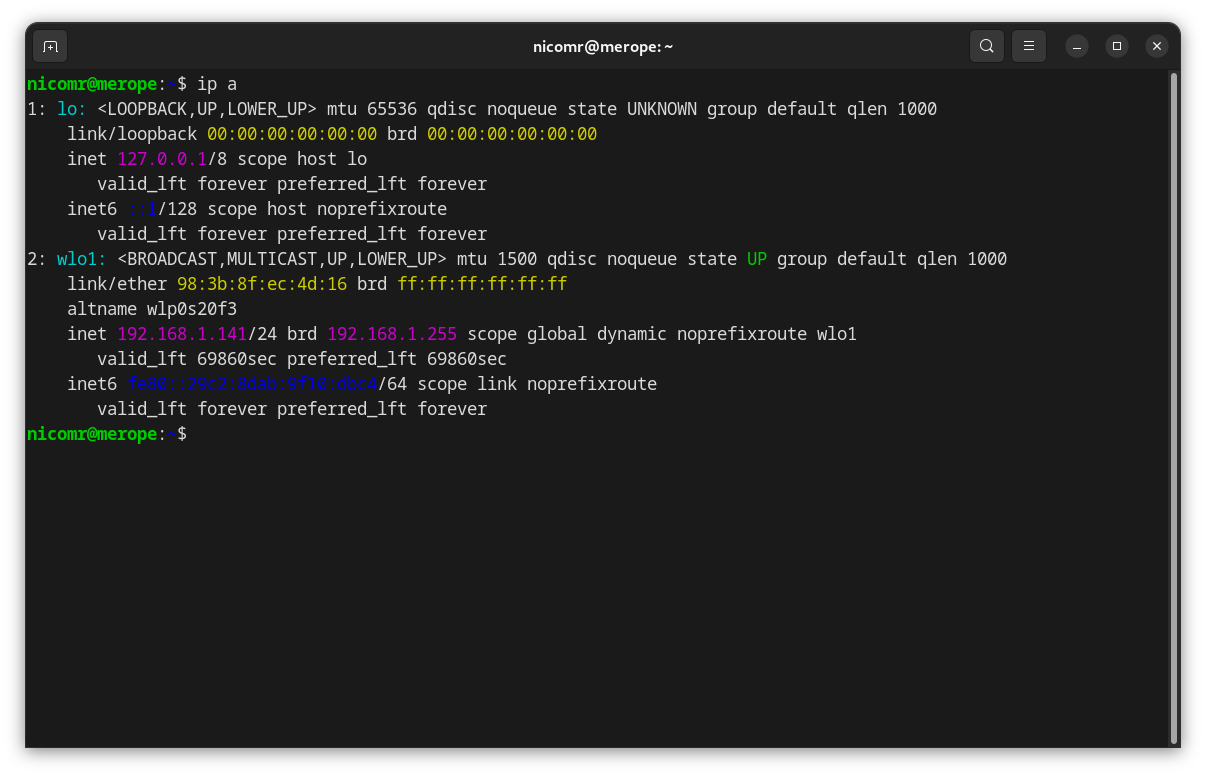 nicomr@merope: ~
nicomr@merope:~$ ip a
1: lo: <LOOPBACK,UP,LOWER_UP> mtu 65536 qdisc noqueue state UNKNOWN group default qlen 1000
    link/loopback 00:00:00:00:00:00 brd 00:00:00:00:00:00
    inet 127.0.0.1/8 scope host lo
       valid_lft forever preferred_lft forever
    inet6 ::1/128 scope host noprefixroute
       valid_lft forever preferred_lft forever
2: wlo1: <BROADCAST,MULTICAST,UP,LOWER_UP> mtu 1500 qdisc noqueue state UP group default qlen 1000
    link/ether 98:3b:8f:ec:4d:16 brd ff:ff:ff:ff:ff:ff
    altname wlp0s20f3
    inet 192.168.1.141/24 brd 192.168.1.255 scope global dynamic noprefixroute wlo1
       valid_lft 69860sec preferred_lft 69860sec
    inet6 fe80::29c2:8dab:9f10:dbc4/64 scope link noprefixroute
       valid_lft forever preferred_lft forever
nicomr@merope:~$